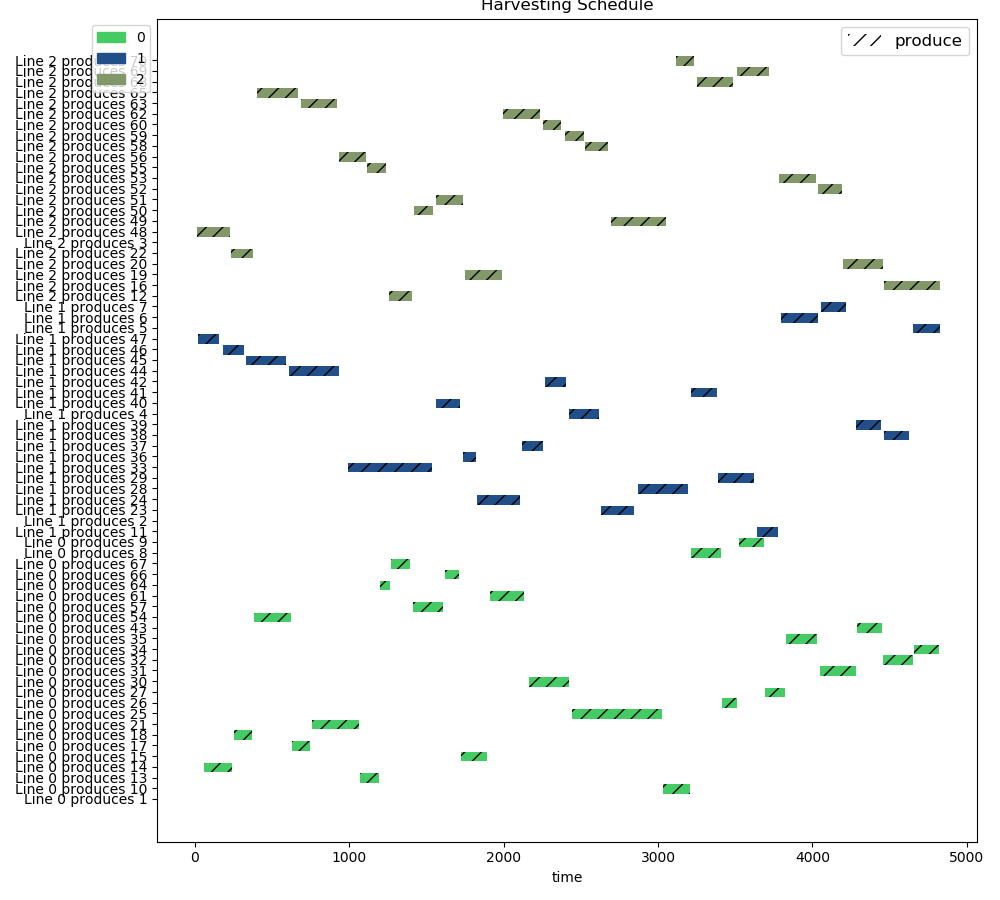 Harvesting Schedule
0
1
2
produce
Line 2 produces 65
Line 2 produces 63
Line 2 produces 62
Line 2 produces 60
Line 2 produces 59
Line 2 produces 58
Line 2 produces 56
Line 2 produces 55
Line 2 produces 53
Line 2 produces 52
Line 2 produces 51
Line 2 produces 50
Line 2 produces 49
Line 2 produces 48
Line 2 produces 3
Line 2 produces 22
Line 2 produces 20
Line 2 produces 19
Line 2 produces 16
Line 2 produces 12
Line 1 produces 7
Line 1 produces 6
Line 1 produces 5
Line 1 produces 47
Line 1 produces 46
Line 1 produces 45
Line 1 produces 44
Line 1 produces 42
Line 1 produces 41
Line 1 produces 40
Line 1 produces 4
Line 1 produces 39
Line 1 produces 38
Line 1 produces 37
Line 1 produces 36
Line 1 produces 33
Line 1 produces 29
Line 1 produces 28
Line 1 produces 24
Line 1 produces 23
Line 1 produces 2
Line 1 produces 11
Line 0 produces 9
Line 0 produces 8
Line 0 produces 67
Line 0 produces 66
Line 0 produces 64
Line 0 produces 61
Line 0 produces 57
Line 0 produces 54
Line 0 produces 43
Line 0 produces 35
Line 0 produces 34
Line 0 produces 32
Line 0 produces 31
Line 0 produces 30
Line 0 produces 27
Line 0 produces 26
Line 0 produces 25
Line 0 produces 21
Line 0 produces 18
Line 0 produces 17
Line 0 produces 15
Line 0 produces 14
Line 0 produces 13
Line 0 produces 10
Line 0 produces 1
0 1000 2000 3000 4000 5000
time